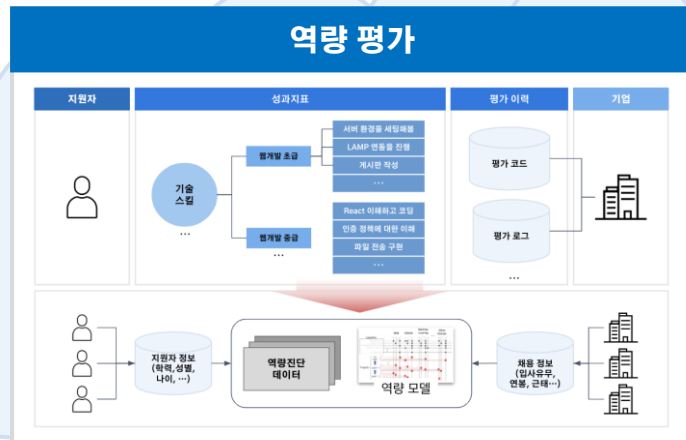 역량 평가
지원자
성과지표
평가 이력
기업
기술
스킬
...
웹개발 초급
서버 환경을 세팅해봄
LAMP 연동을 진행
게시판 작성
...
웹개발 중급
...
React 이해하고 코딩
인증 정책에 대한 이해
파일 전송 구현
...
평가 코드
평가 로그
...
지원자 정보
(학력,성별,
나이, …)
역량진단
데이터
역량 모델
채용 정보
(입사유무,
연봉, 근태…)